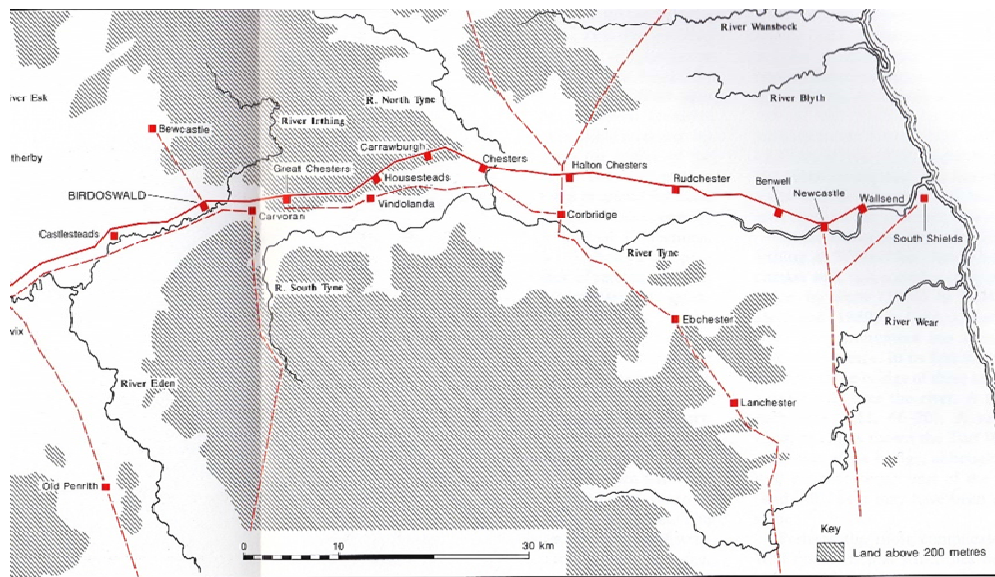 River Wansbeck
iver Esk
R. North Tyne
River Blyth
River Irthing
Bewcastle
therby
Carrawburgh
Chesters
Halton Chesters
Great Chesters
Housesteads
Rudchester
Benwell
Newcastle
BIRDOSWALD
Vindolanda
Wallsend
Carvoran
Corbridge
Castlesteads
South Shields
River Tyne
R. South Tyne
vix
Ebchester
River Wear
River Eden
Lanchester
Old Penrith
Key
0 10 30 km
Land above 200 metres